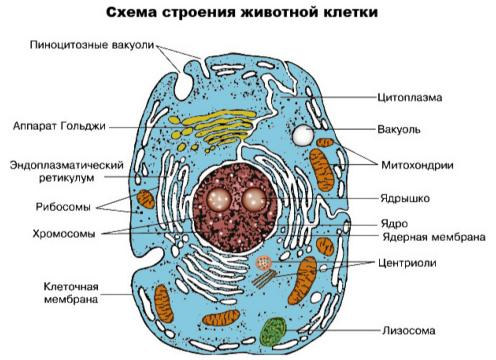 Схема строения животной клетки
Пиноцитозные вакуоли
Цитоплазма
Аппарат Гольджи
Вакуоль
Эндоплазматический
ретикулум
Митохондрии
Рибосомы
Ядрышко
Хромосомы
Ядро
Ядерная мембрана
Центриоли
Клеточная
мембрана
Лизосома